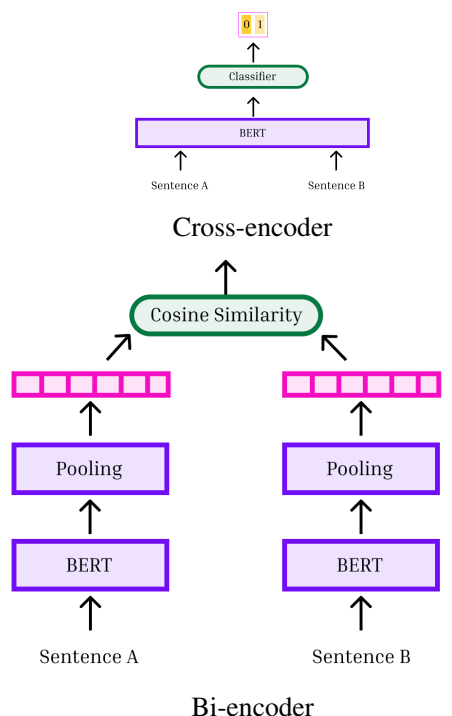 0 1
Classifier
BERT
Sentence A Sentence B
Cross-encoder
Cosine Similarity
Pooling Pooling
BERT BERT
Sentence A Sentence B
Bi-encoder